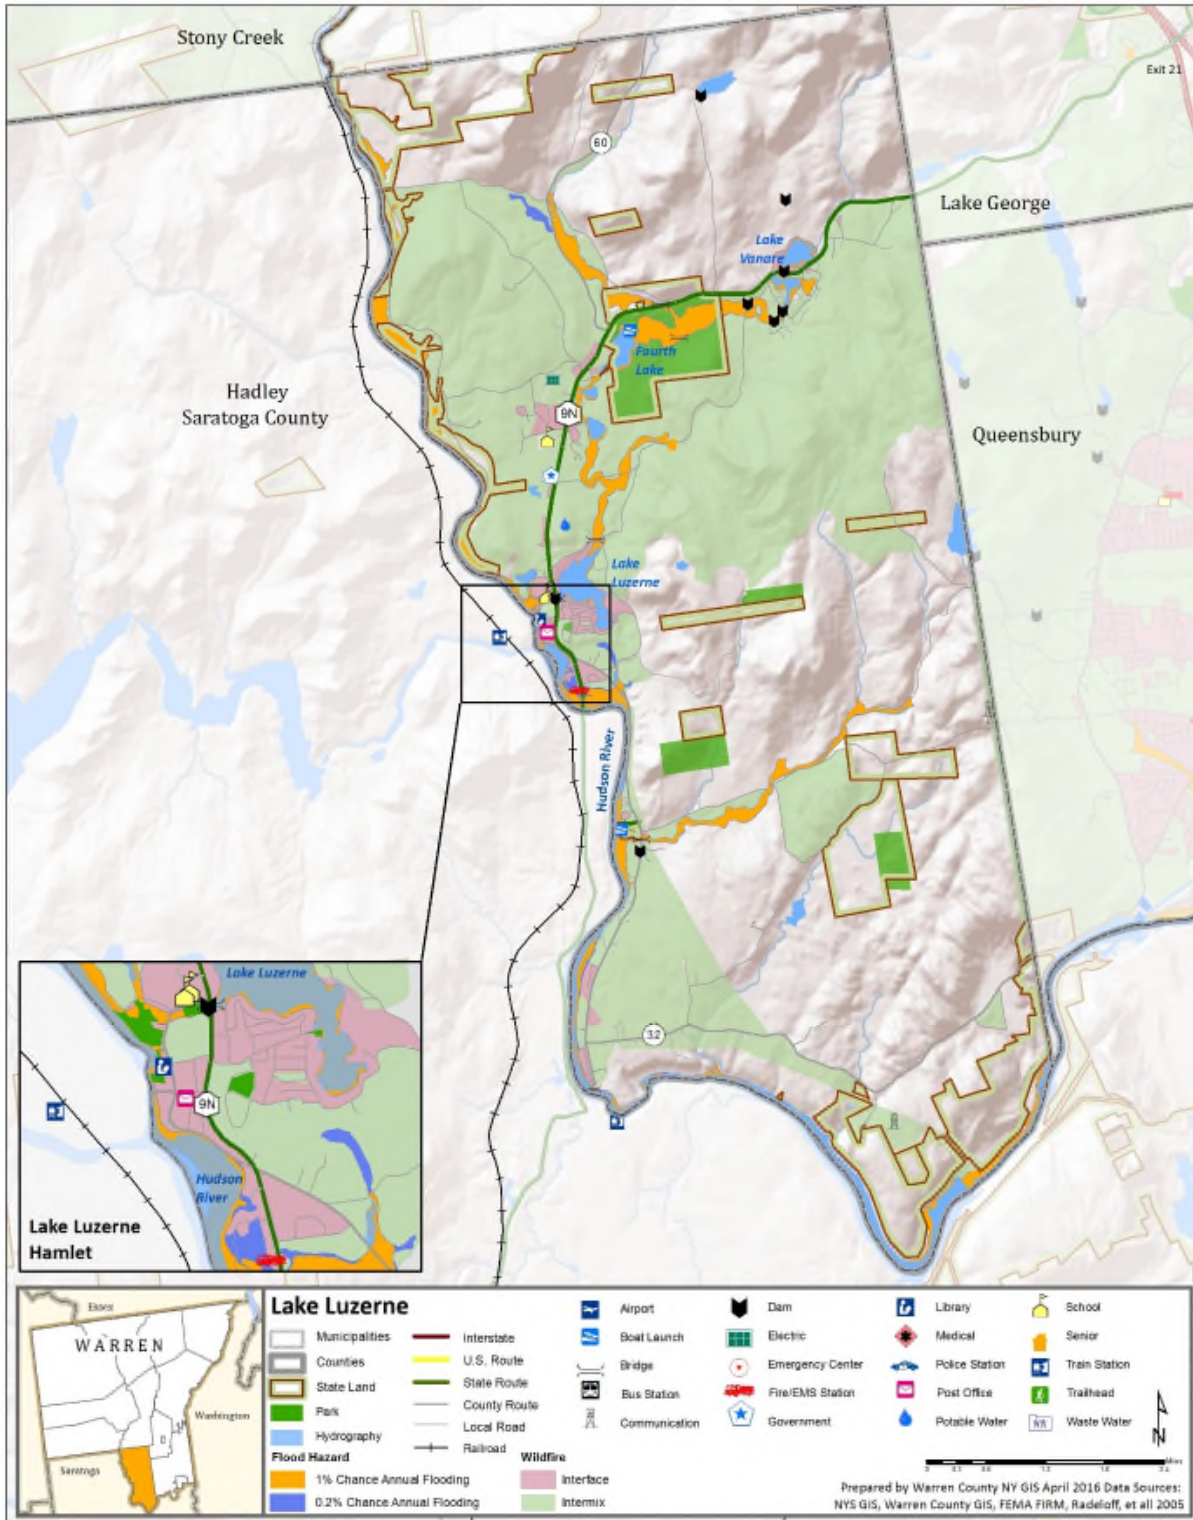 Stony Creek
Exit 21
60
Lake George
Lake
Vanare
Hadley
Saratoga County
Fourth
Lake
9N
Queensbury
Lake
Luzerne
Hudson River
32
Lake Luzerne
9N
Hudson
River
Lake Luzerne
Hamlet
Essex
WARREN
Washington
Saratoga
Lake Luzerne
Municipalities
Counties
State Land
Park
Hydrography
Flood Hazard
1% Chance Annual Flooding
0.2% Chance Annual Flooding
Interstate
U.S. Route
State Route
County Route
Local Road
Railroad
Wildfire
Interface
Intermix
Airport
Boat Launch
Bridge
Bus Station
Communication
Dam
Electric
Emergency Center
Fire/EMS Station
Government
Library
Medical
Police Station
Post Office
Potable Water
School
Senior
Train Station
Trailhead
Waste Water
N
Miles
Prepared by Warren County NY GIS April 2016 Data Sources:
NYS GIS, Warren County GIS, FEMA FIRM, Radeloff, et all 2005